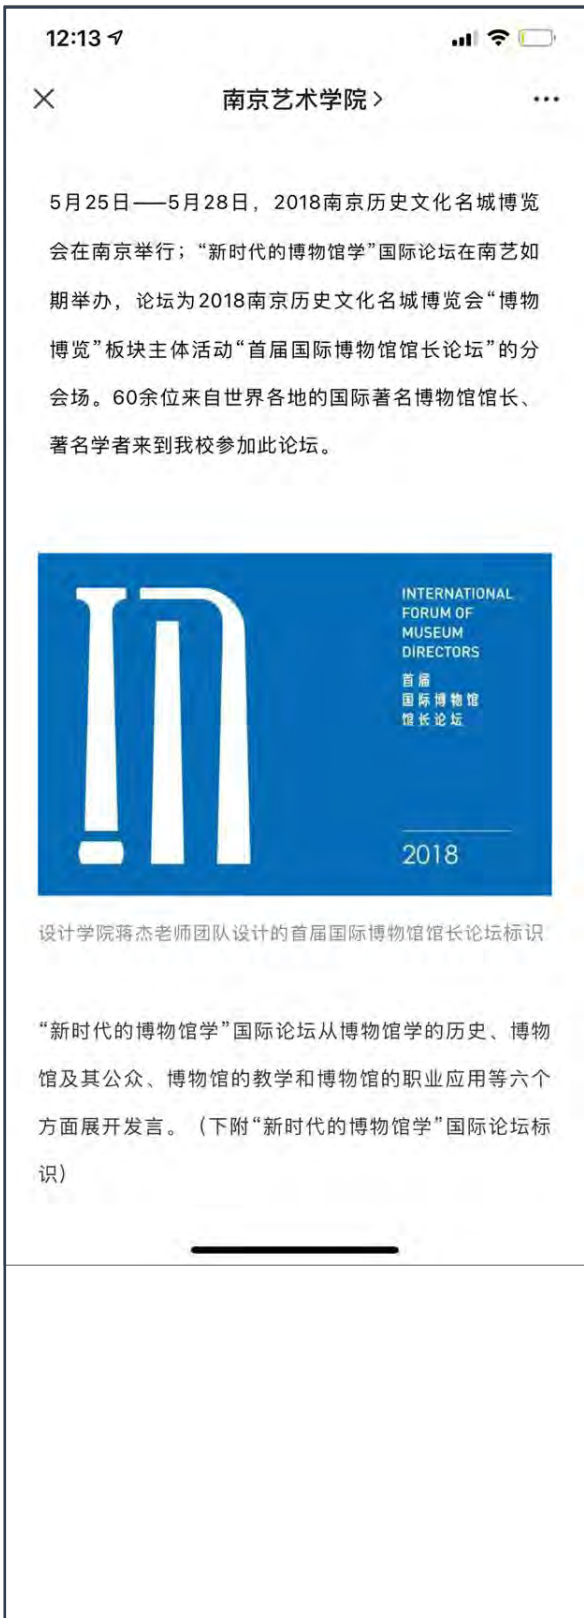 12:13
南京艺术学院
5月25日——5月28日，2018南京历史文化名城博览
会在南京举行；“新时代的博物馆学”国际论坛在南艺如
期举办，论坛为2018南京历史文化名城博览会“博物
博览”板块主体活动“首届国际博物馆馆长论坛”的分
会场。60余位来自世界各地的国际著名博物馆馆长、
著名学者来到我校参加此论坛。
INTERNATIONAL
FORUM OF
MUSEUM
DIRECTORS
首届
国际博物馆
馆长论坛
2018
设计学院蒋杰老师团队设计的首届国际博物馆馆长论坛标识
“新时代的博物馆学”国际论坛从博物馆学的历史、博物
馆及其公众、博物馆的教学和博物馆的职业应用等六个
方面展开发言。（下附“新时代的博物馆学”国际论坛标
识）